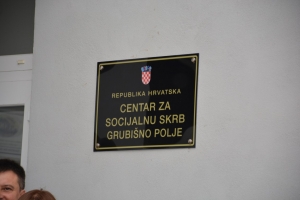 REPUBLIKA HRVATSKA
CENTAR ZA
SOCIJALNU SKRB
GRUBIŠNO POLJE